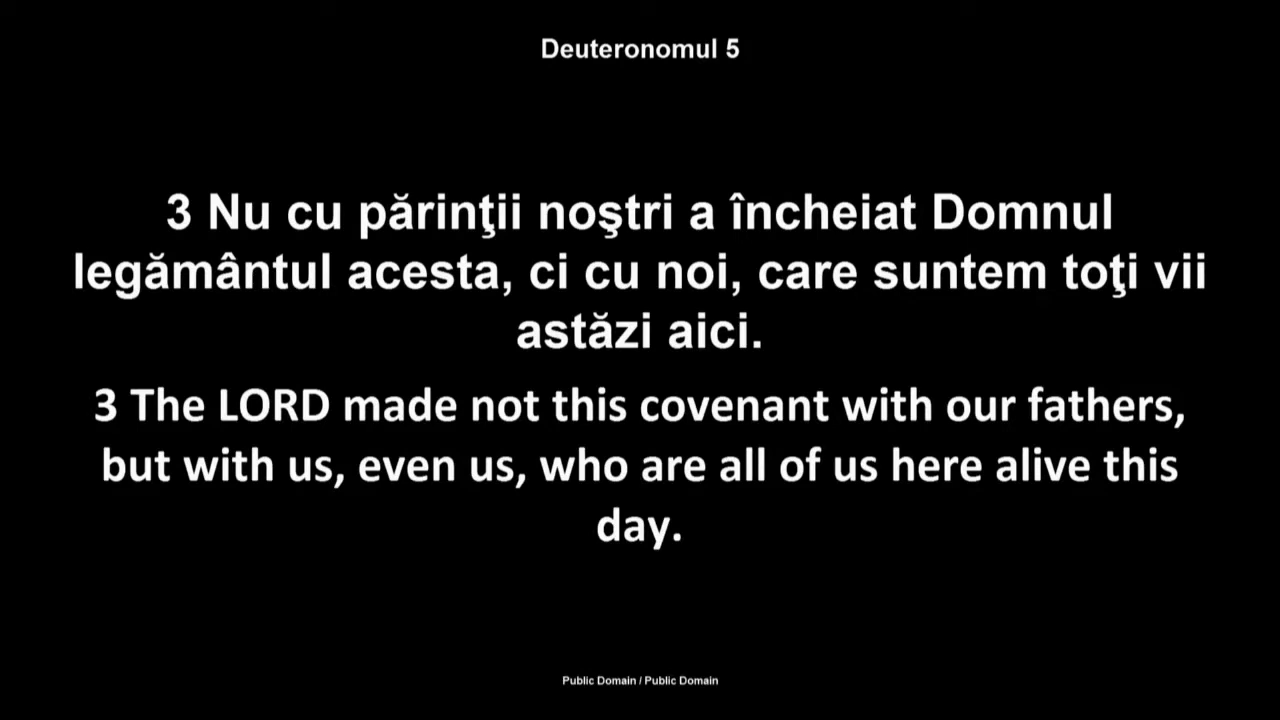 Deuteronomul 5
3 Nu cu părinţii noştri a încheiat Domnul
legământul acesta, ci cu noi, care suntem toţi vii
astăzi aici.
3 The LORD made not this covenant with our fathers,
but with us, even us, who are all of us here alive this
day.
Public Domain / Public Domain